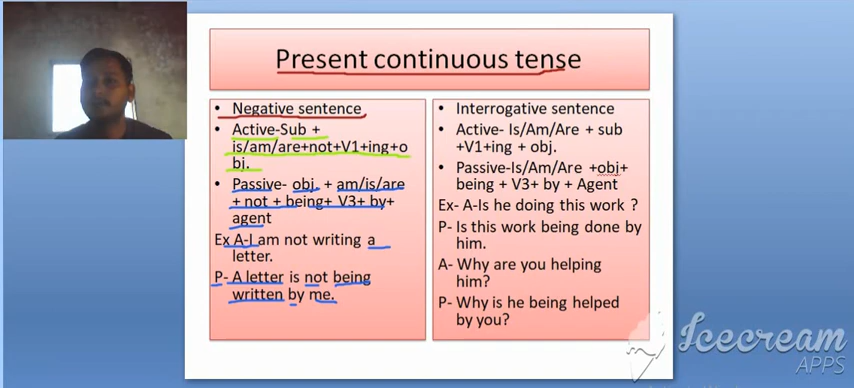 Present continuous tense
• Negative sentence
• Active-Sub +
is/am/are+not+V1+ing+o
bj.
• Passive- obj. + am/is/are
+ not + being+ V3+ by+
agent
Ex A-I am not writing a
letter.
P- A letter is not being
written by me.
• Interrogative sentence
• Active- Is/Am/Are + sub
+V1+ing + obj.
• Passive-Is/Am/Are +obj+
being + V3+ by + Agent
Ex- A-Is he doing this work ?
P- Is this work being done by
him.
A- Why are you helping
him?
P- Why is he being helped
by you?
Icecream
APPS